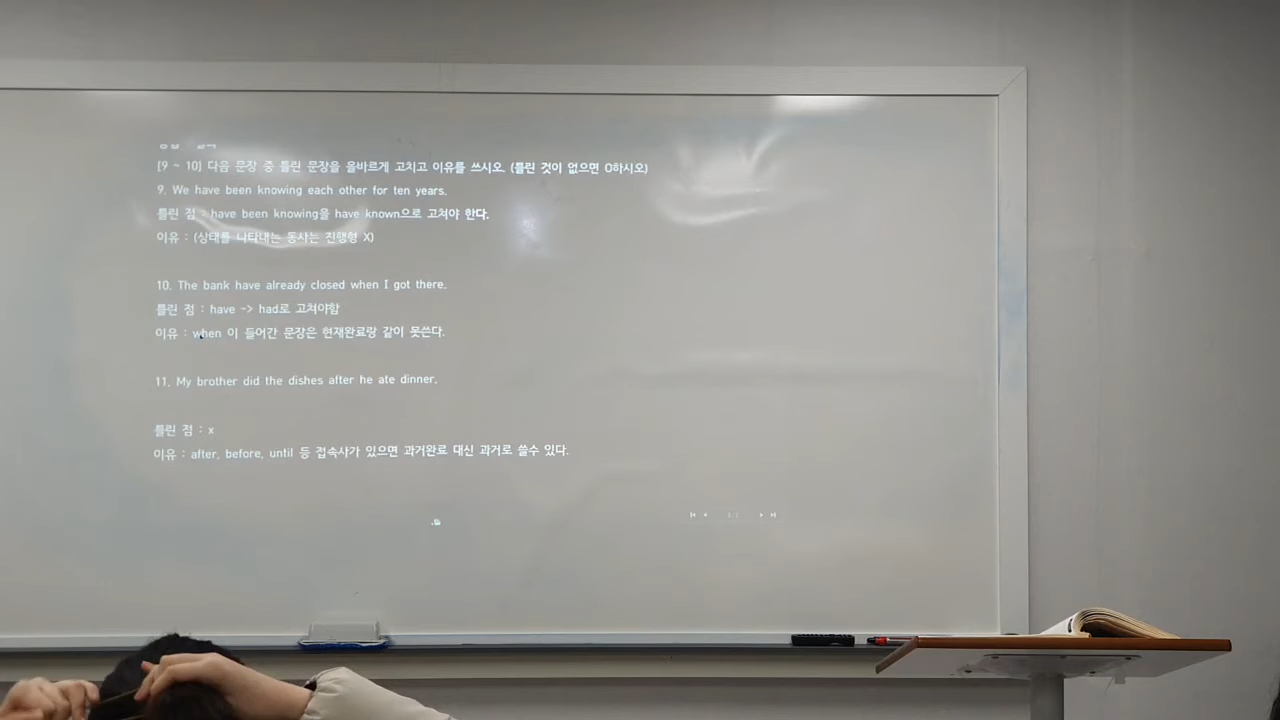 [9 ~ 10] 다음 문장 중 틀린 문장을 올바르게 고치고 이유를 쓰시오. (틀린 것이 없으면 O하시오)
9. We have been knowing each other for ten years.
틀린 점 : have been knowing을 have known으로 고쳐야 한다.
이유 : (상태를 나타내는 동사는 진행형 X)
10. The bank have already closed when I got there.
틀린 점 : have -> had로 고쳐야함
이유 : when 이 들어간 문장은 현재완료랑 같이 못쓴다.
11. My brother did the dishes after he ate dinner.
틀린 점 : x
이유 : after, before, until 등 접속사가 있으면 과거완료 대신 과거로 쓸수 있다.